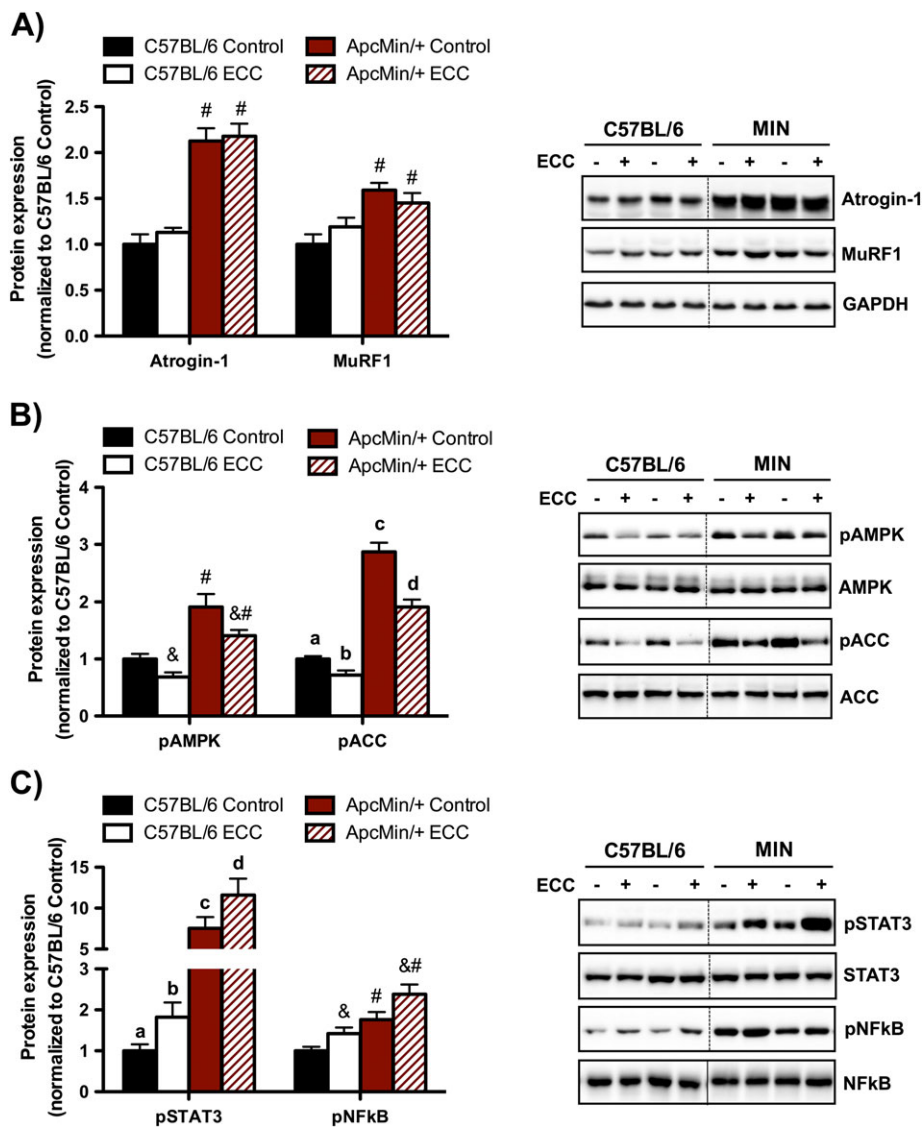 A)
C57BL/6 Control
ApcMin/+ Control
C57BL/6 ECC
ApcMin/+ ECC
Protein expression
(normalized to C57BL/6 Control)
2.5
2.0
1.5
1.0
0.5
0.0
# #
# #
Atrogin-1 MuRF1
C57BL/6 MIN
ECC - + - + - + - +
Atrogin-1
MuRF1
GAPDH
B)
C57BL/6 Control
ApcMin/+ Control
C57BL/6 ECC
ApcMin/+ ECC
Protein expression
(normalized to C57BL/6 Control)
4
3
2
1
0
& # &# a b c d
pAMPK pACC
C57BL/6 MIN
ECC - + - + - + - +
pAMPK
AMPK
pACC
ACC
C)
C57BL/6 Control
ApcMin/+ Control
C57BL/6 ECC
ApcMin/+ ECC
Protein expression
(normalized to C57BL/6 Control)
15
10
5
2
1
0
a b c d & # &#
pSTAT3 pNFkB
C57BL/6 MIN
ECC - + - + - + - +
pSTAT3
STAT3
pNFkB
NFkB